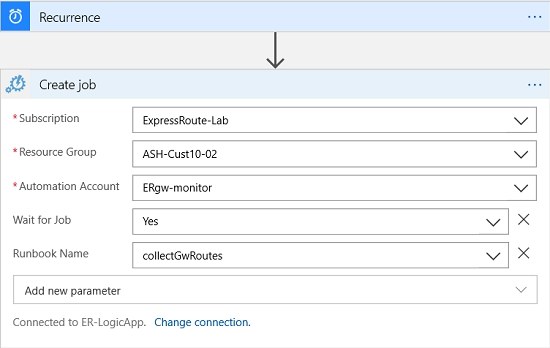 Recurrence
Create job
* Subscription ExpressRoute-Lab
* Resource Group ASH-Cust10-02
* Automation Account ERgw-monitor
Wait for Job Yes
Runbook Name collectGwRoutes
Add new parameter
Connected to ER-LogicApp. Change connection.